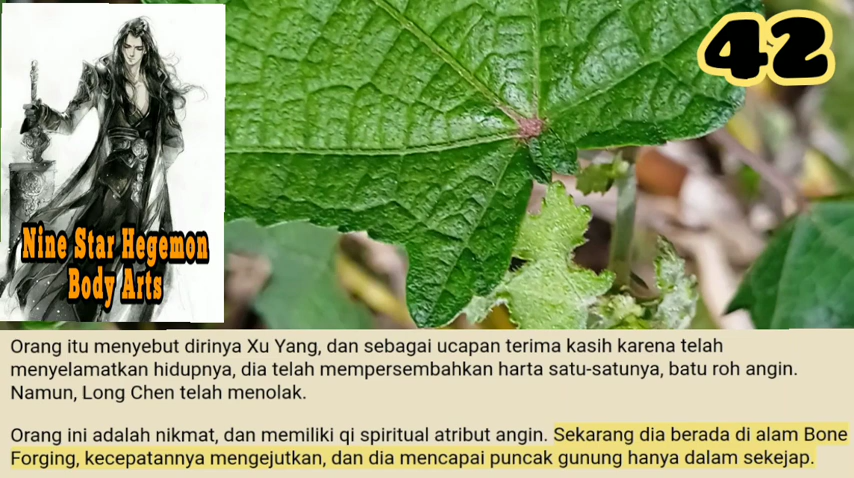 42
Nine Star Hegemon
Body Arts
Orang itu menyebut dirinya Xu Yang, dan sebagai ucapan terima kasih karena telah
menyelamatkan hidupnya, dia telah mempersembahkan harta satu-satunya, batu roh angin.
Namun, Long Chen telah menolak.
Orang ini adalah nikmat, dan memiliki qi spiritual atribut angin. Sekarang dia berada di alam Bone
Forging, kecepatannya mengejutkan, dan dia mencapai puncak gunung hanya dalam sekejap.